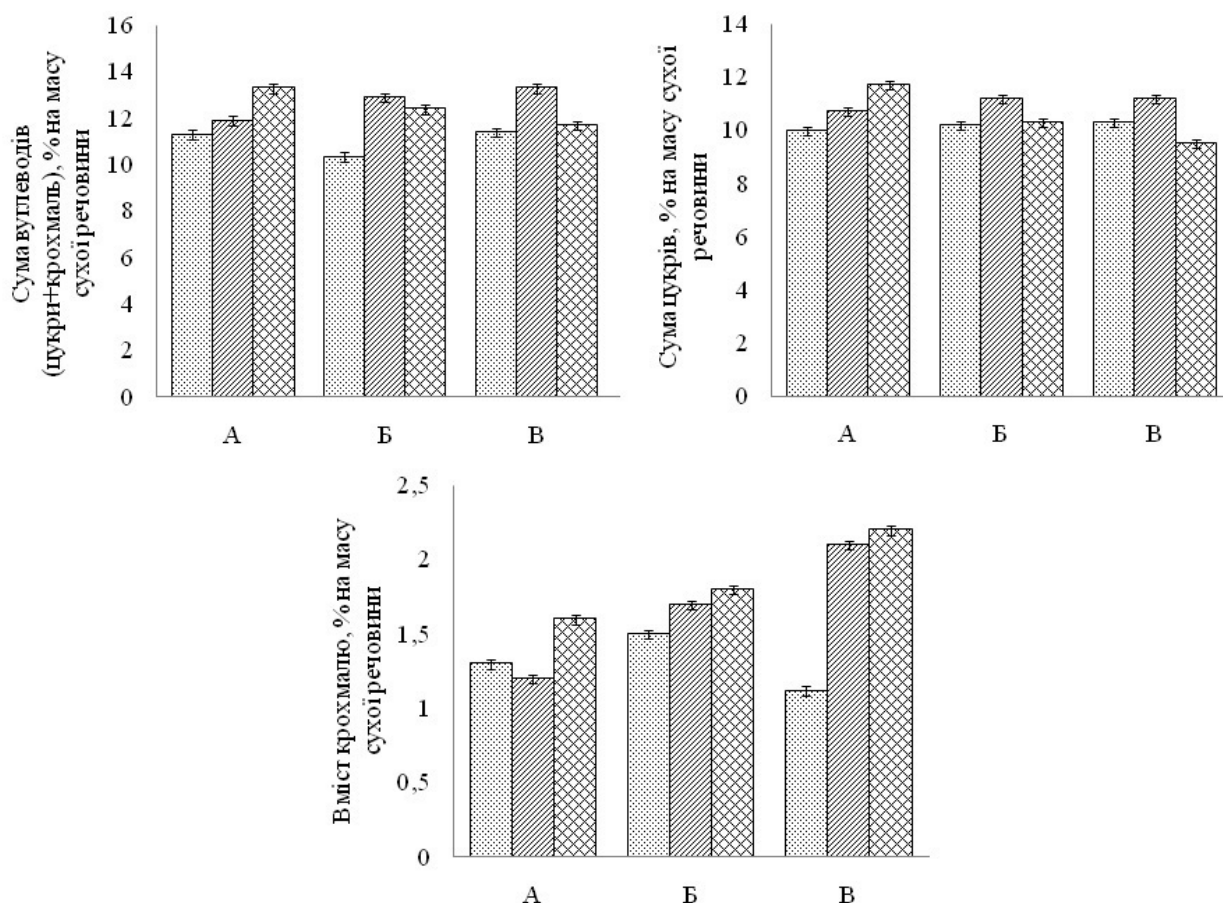 Сума вуглеводів
(цукри+крохмаль), % на масу
сухої речовини
16
14
12
10
8
6
4
2
0
А Б В
Сума цукрів, % на масу сухої
речовини
14
12
10
8
6
4
2
0
А Б В
Вміст крохмалю, % на масу
сухої речовини
2,5
2
1,5
1
0,5
0
А Б В